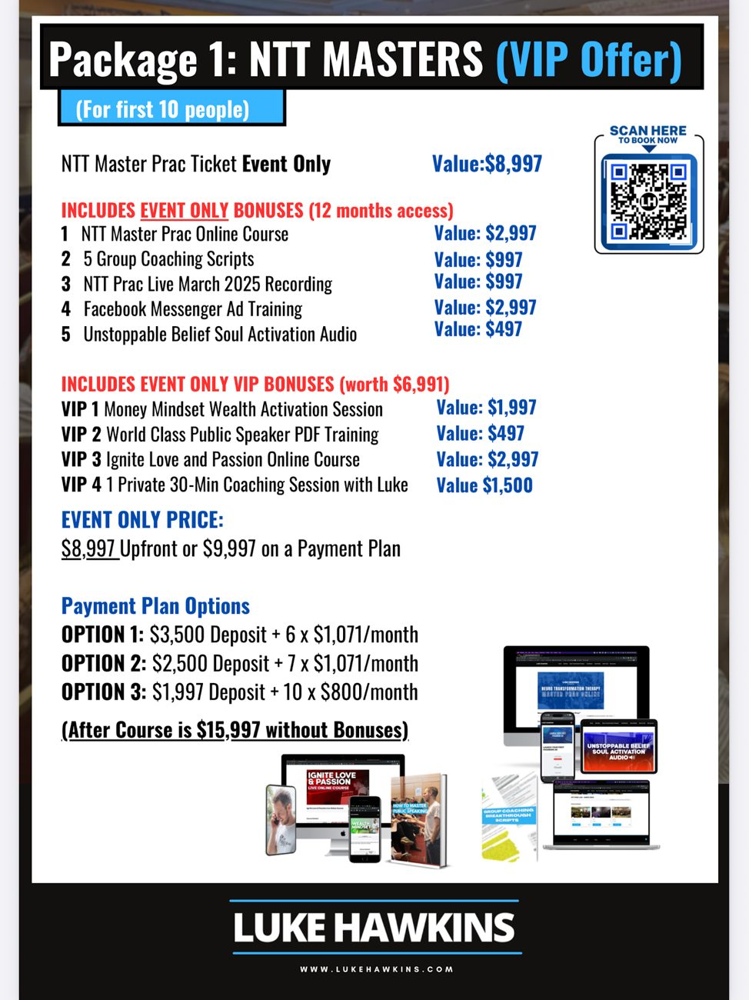 Package 1: NTT MASTERS (VIP Offer)
(For first 10 people)
SCAN HERE
TO BOOK NOW
LH
NTT Master Prac Ticket Event Only Value:$8,997
INCLUDES EVENT ONLY BONUSES (12 months access)
1 NTT Master Prac Online Course Value: $2,997
2 5 Group Coaching Scripts Value: $997
3 NTT Prac Live March 2025 Recording Value: $997
4 Facebook Messenger Ad Training Value: $2,997
5 Unstoppable Belief Soul Activation Audio Value: $497
INCLUDES EVENT ONLY VIP BONUSES (worth $6,991)
VIP 1 Money Mindset Wealth Activation Session Value: $1,997
VIP 2 World Class Public Speaker PDF Training Value: $497
VIP 3 Ignite Love and Passion Online Course Value: $2,997
VIP 4 1 Private 30-Min Coaching Session with Luke Value $1,500
EVENT ONLY PRICE:
$8,997 Upfront or $9,997 on a Payment Plan
Payment Plan Options
OPTION 1: $3,500 Deposit + 6 x $1,071/month
OPTION 2: $2,500 Deposit + 7 x $1,071/month
OPTION 3: $1,997 Deposit + 10 x $800/month
(After Course is $15,997 without Bonuses)
NEURO TRANSFORMATION THERAPY
MASTER PRAC ONLINE
UNSTOPPABLE BELIEF
SOUL ACTIVATION
AUDIO
IGNITE LOVE
& PASSION
LIVE ONLINE COURSE
WEALTH
MINDSET
HOW TO MASTER
PUBLIC SPEAKING
GROUP COACHING
BREAKTHROUGH
SCRIPTS
LUKE HAWKINS
WWW.LUKEHAWKINS.COM